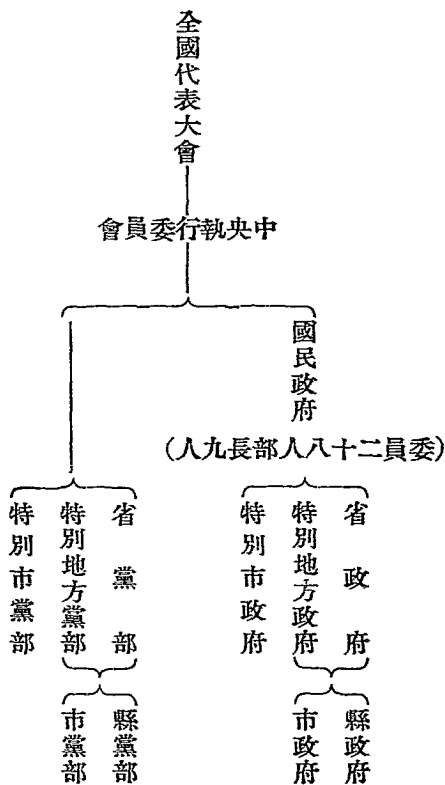 全國代表大會
中央執行委員會
國民政府
(委員二十八人部長九人)
省政府
特別地方政府
特別市政府
縣政府
市政府
省黨部
特別地方黨部
特別市黨部
縣黨部
市黨部